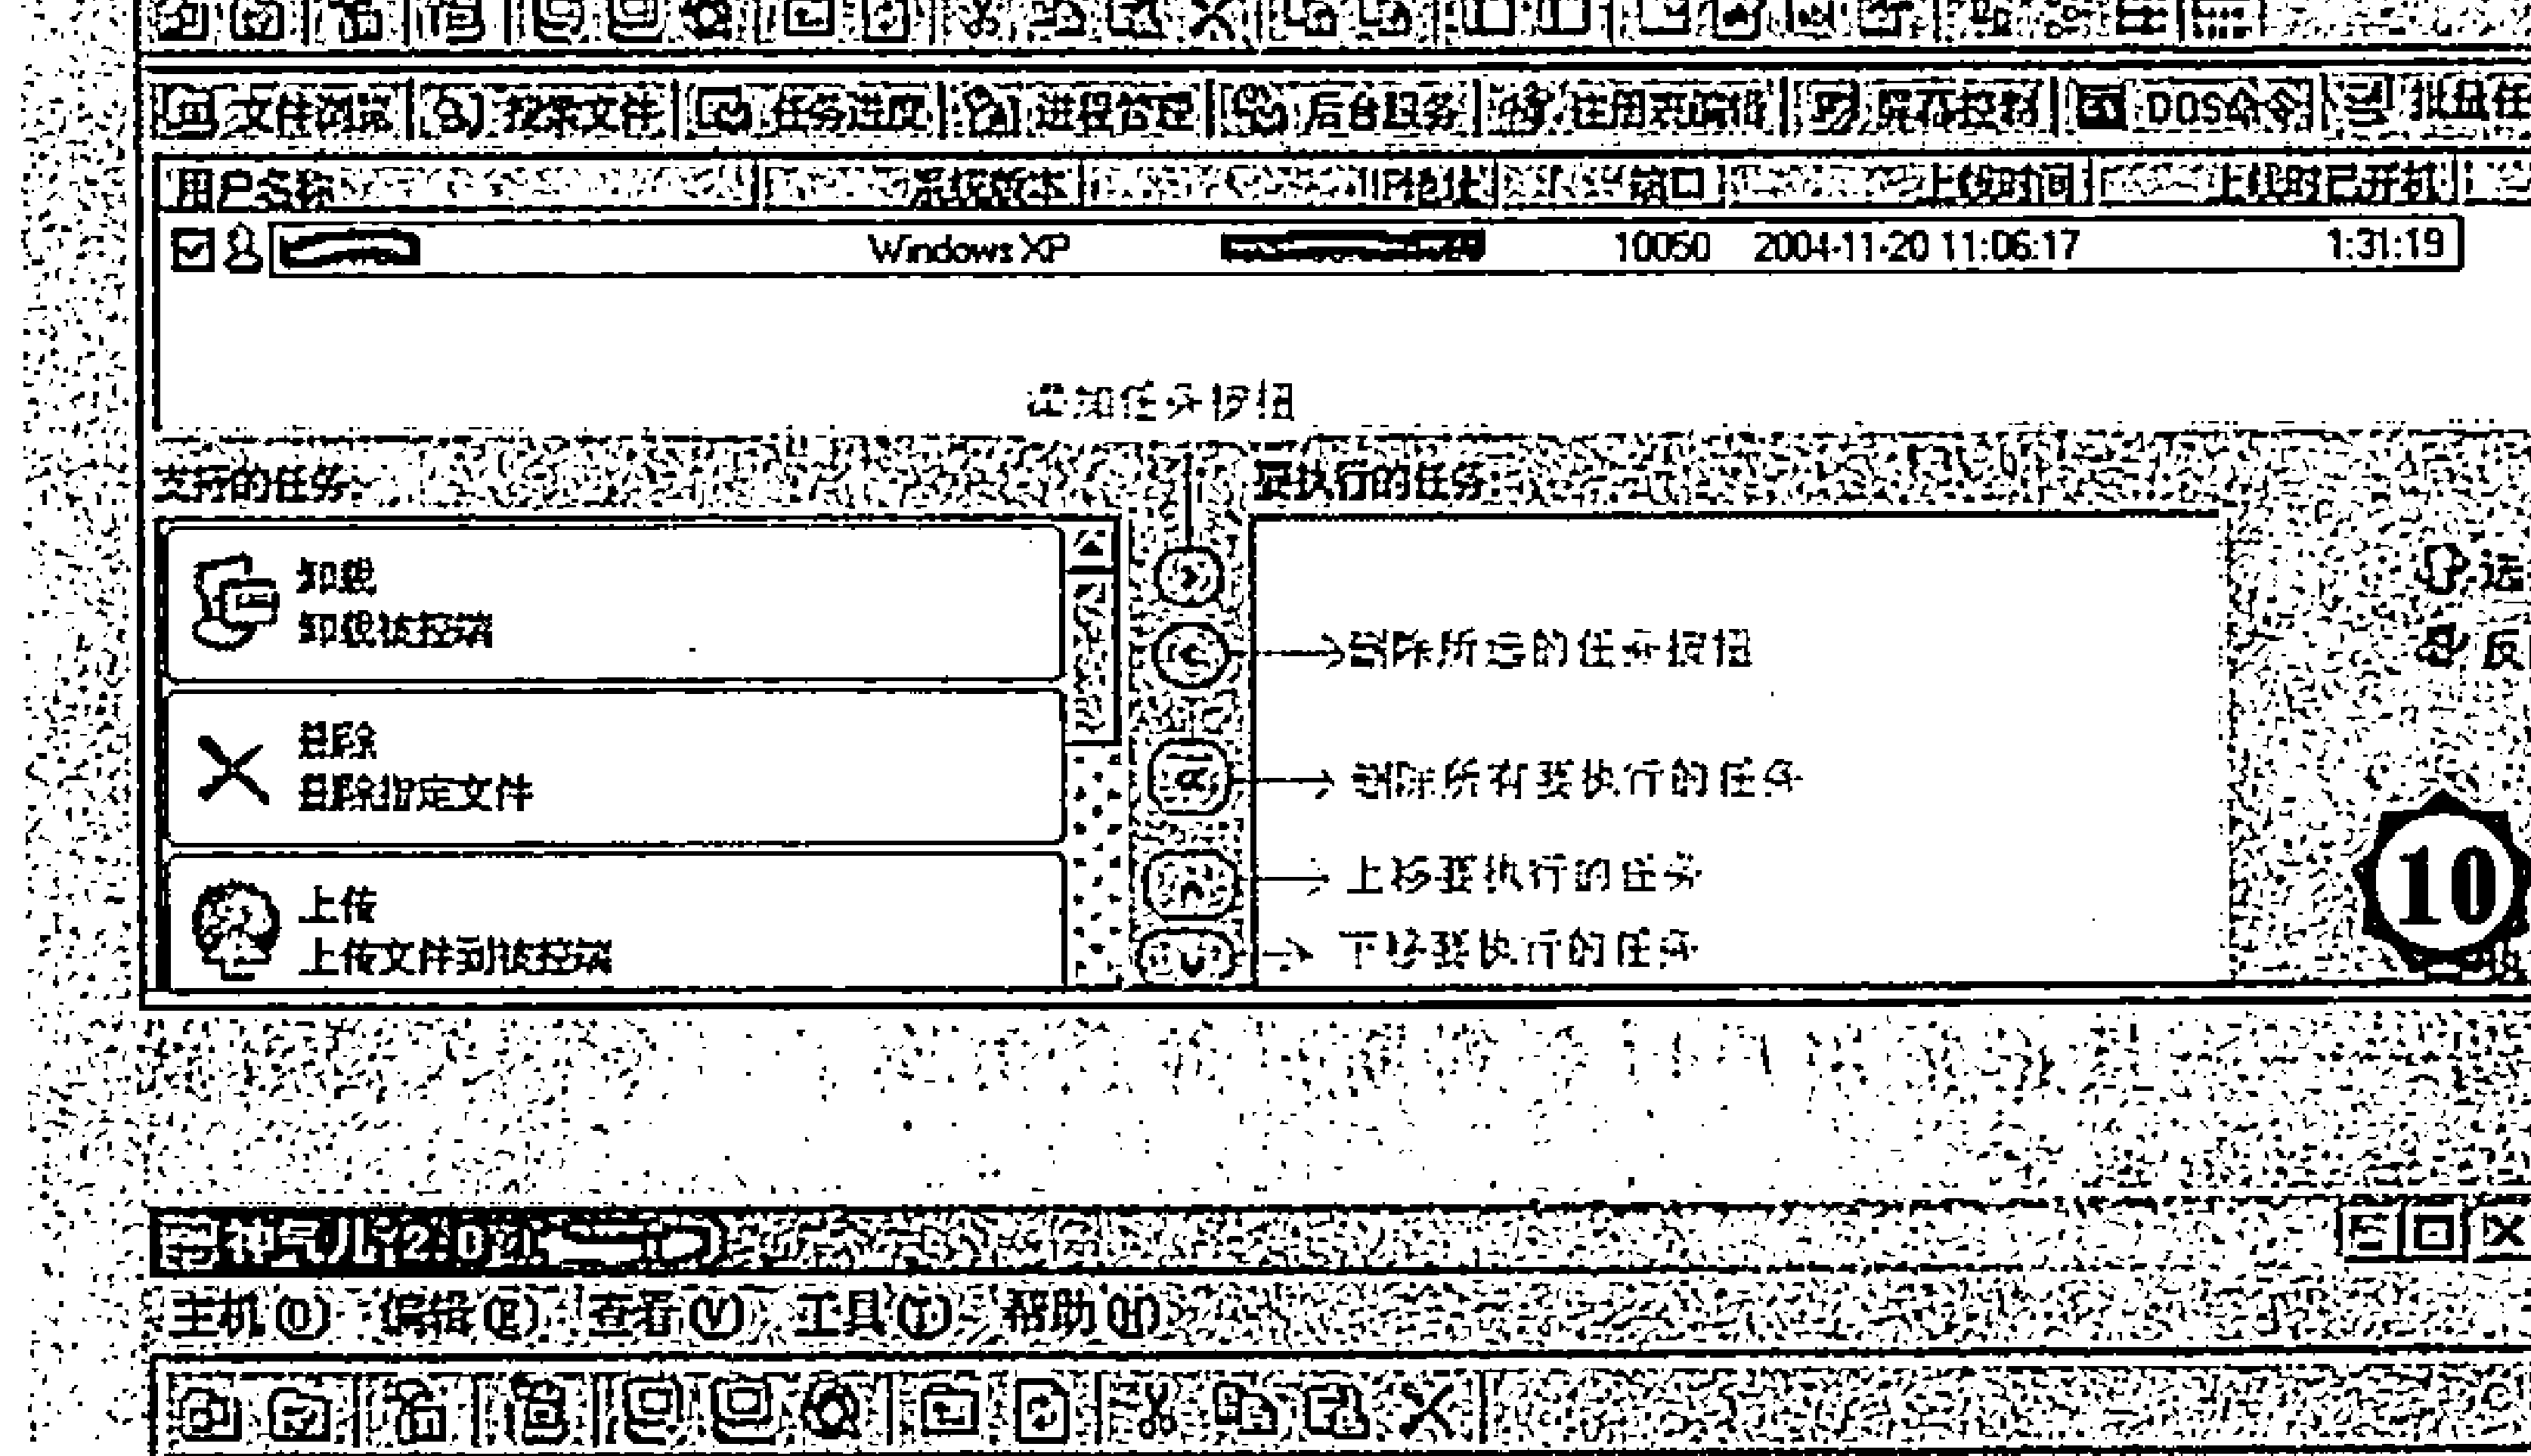 文件浏览 搜索文件 任务进度 进程管理 后台服务 注册表编辑 屏幕控制 DOS命令
用户名称 系统版本 IP地址 端口 上线时间 上线时已开机
Windows XP 10050 2004-11-20 11:06:17 1:31:19
添加任务按钮
支持的任务 要执行的任务
卸载
卸载被控端
删除所选的任务按钮
删除
删除指定文件
删除所有要执行的任务
上移要执行的任务
上传
上传文件到被控端
下移要执行的任务
10
2.0
主机 编辑(E) 查看(V) 工具(T) 帮助(H)